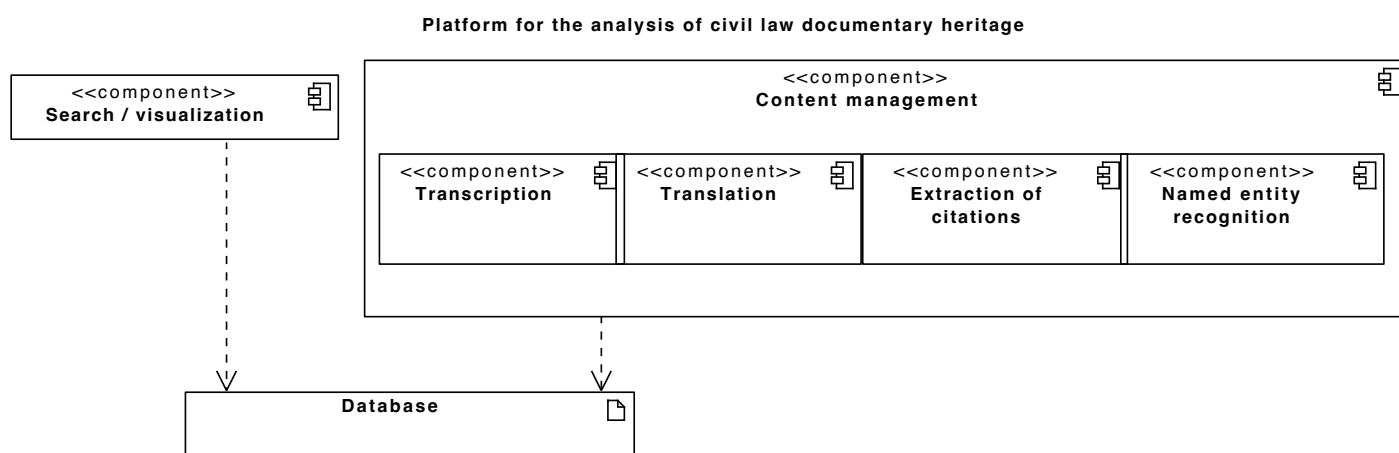 Platform for the analysis of civil law documentary heritage
<<component>>
Search / visualization
<<component>>
Content management
<<component>>
Transcription
<<component>>
Translation
<<component>>
Extraction of
citations
<<component>>
Named entity
recognition
Database